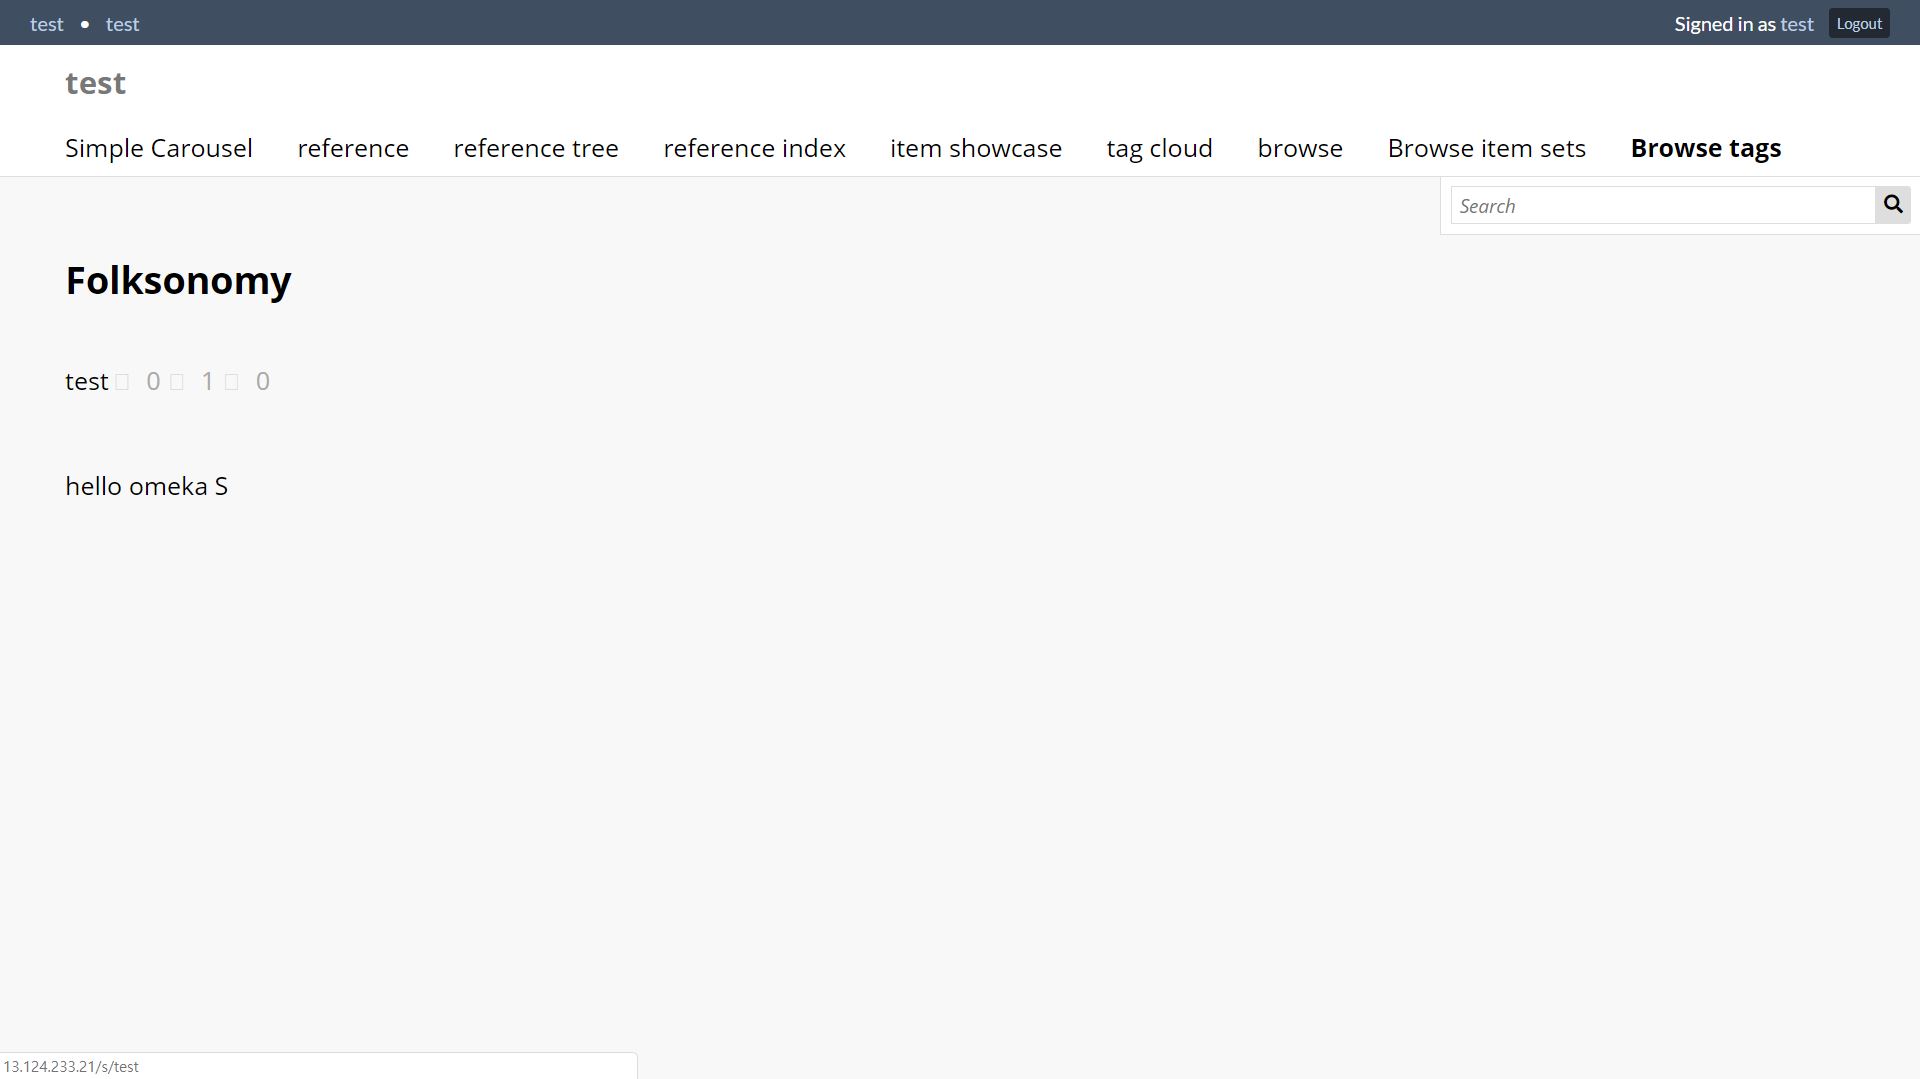 test • test Signed in as test Logout
test
Simple Carousel reference reference tree reference index item showcase tag cloud browse Browse item sets Browse tags
Search
Folksonomy
test 0 1 0
hello omeka S
13.124.233.21/s/test